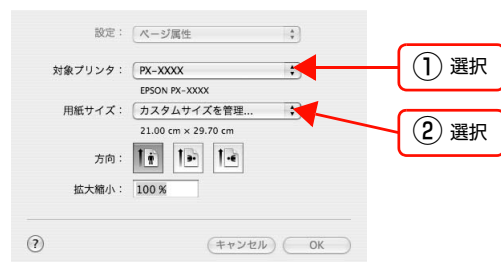 設定： ページ属性
対象プリンタ： PX-XXXX
EPSON PX-XXXX
用紙サイズ： カスタムサイズを管理...
21.00 cm × 29.70 cm
方向：
拡大縮小： 100 %
? キャンセル OK
① 選択
② 選択